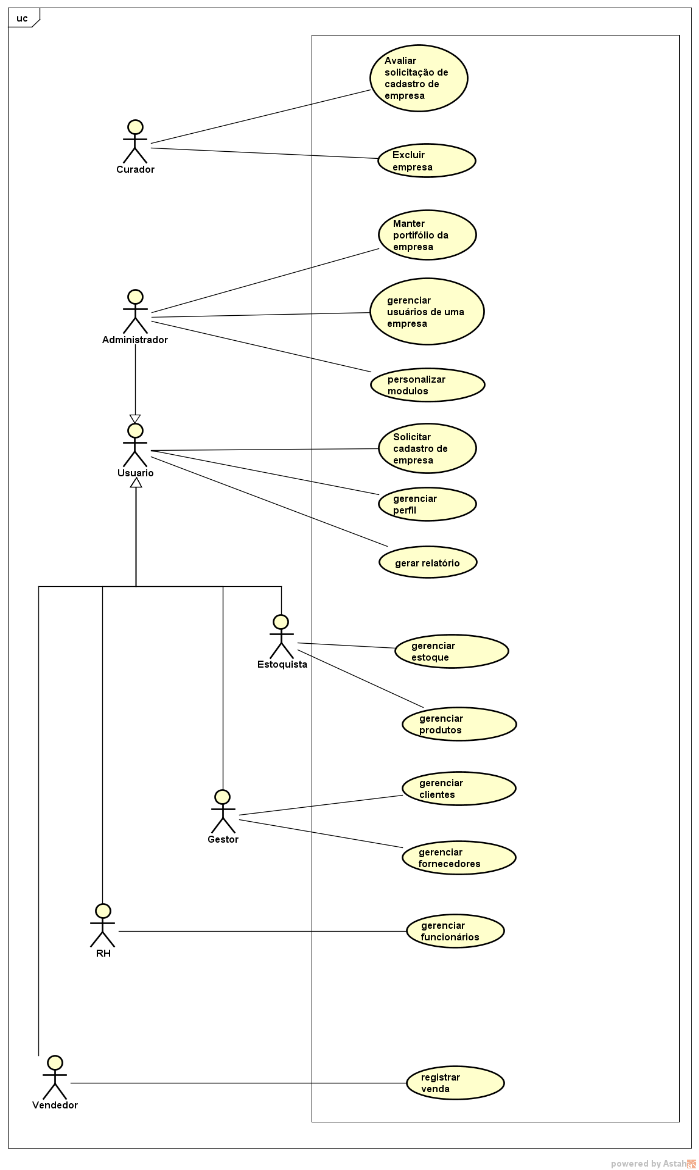 uc
Avaliar
solicitação de
cadastro de
empresa
Curador
Excluir
empresa
Manter
portifólio da
empresa
Administrador
gerenciar
usuários de uma
empresa
personalizar
modulos
Usuario
Solicitar
cadastro de
empresa
gerenciar
perfil
gerar relatório
Estoquista
gerenciar
estoque
gerenciar
produtos
Gestor
gerenciar
clientes
gerenciar
fornecedores
RH
gerenciar
funcionários
Vendedor
registrar
venda
powered by Astah